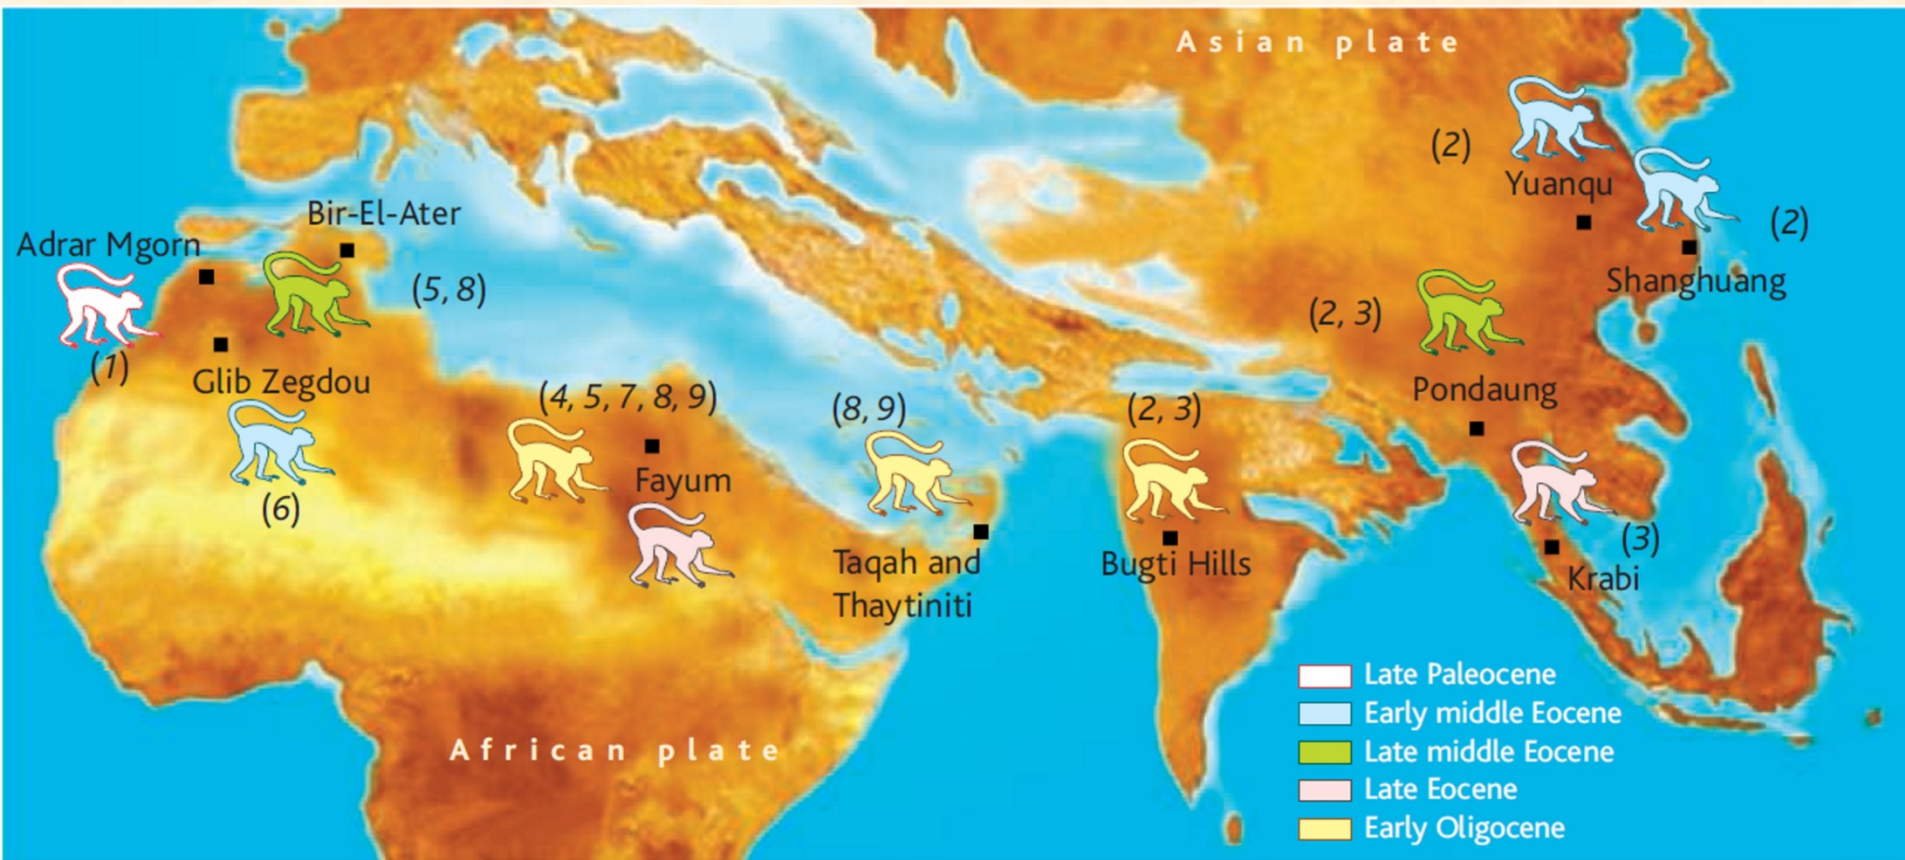 Asian plate
(2)
Yuanqu
(2)
Shanghuang
Bir-El-Ater
Adrar Mgorn
(5, 8)
(1)
Glib Zegdou
(6)
(2, 3)
Pondaung
(4, 5, 7, 8, 9)
Fayum
(8, 9)
Taqah and
Thaytiniti
(2, 3)
Bugti Hills
(3)
Krabi
African plate
Late Paleocene
Early middle Eocene
Late middle Eocene
Late Eocene
Early Oligocene